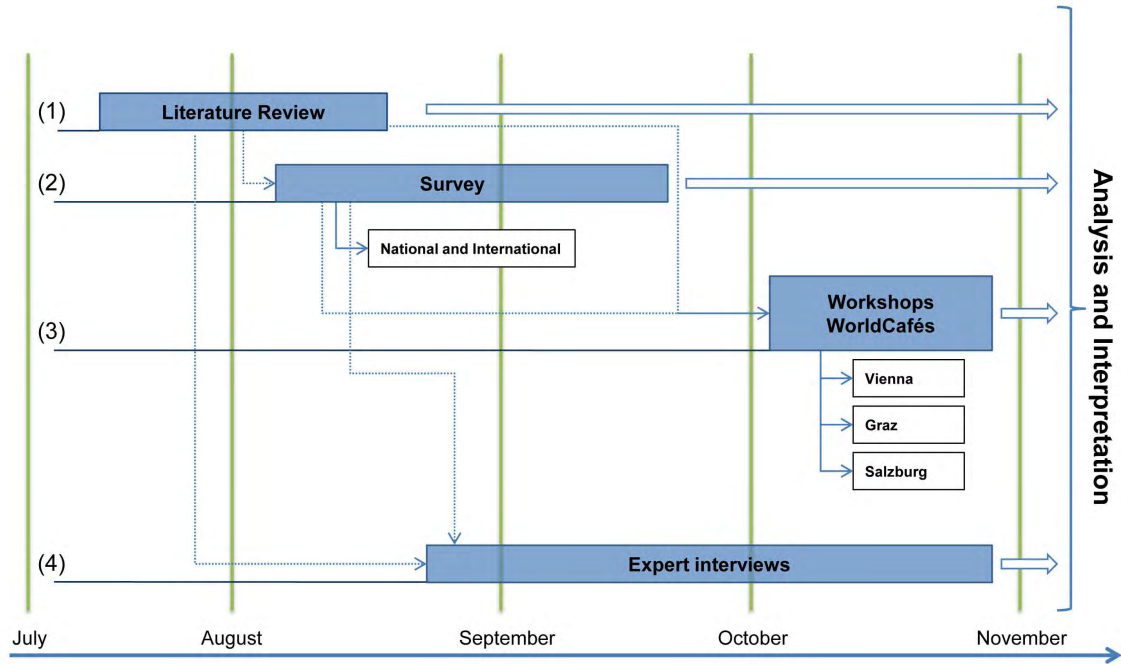 (1)
Literature Review
(2)
Survey
National and International
(3)
Workshops
WorldCafés
Vienna
Graz
Salzburg
(4)
Expert interviews
Analysis and Interpretation
July
August
September
October
November